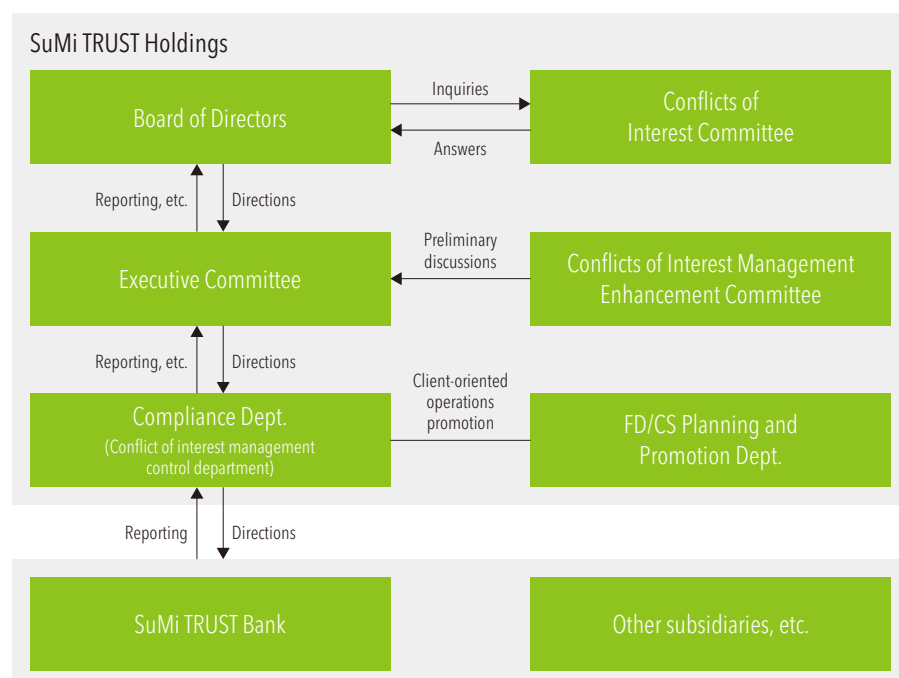 SuMi TRUST Holdings
Board of Directors
Inquiries
Answers
Conflicts of
Interest Committee
Reporting, etc.
Directions
Executive Committee
Preliminary
discussions
Conflicts of Interest Management
Enhancement Committee
Reporting, etc.
Directions
Compliance Dept.
(Conflict of interest management
control department)
Client-oriented
operations
promotion
FD/CS Planning and
Promotion Dept.
Reporting
Directions
SuMi TRUST Bank
Other subsidiaries, etc.